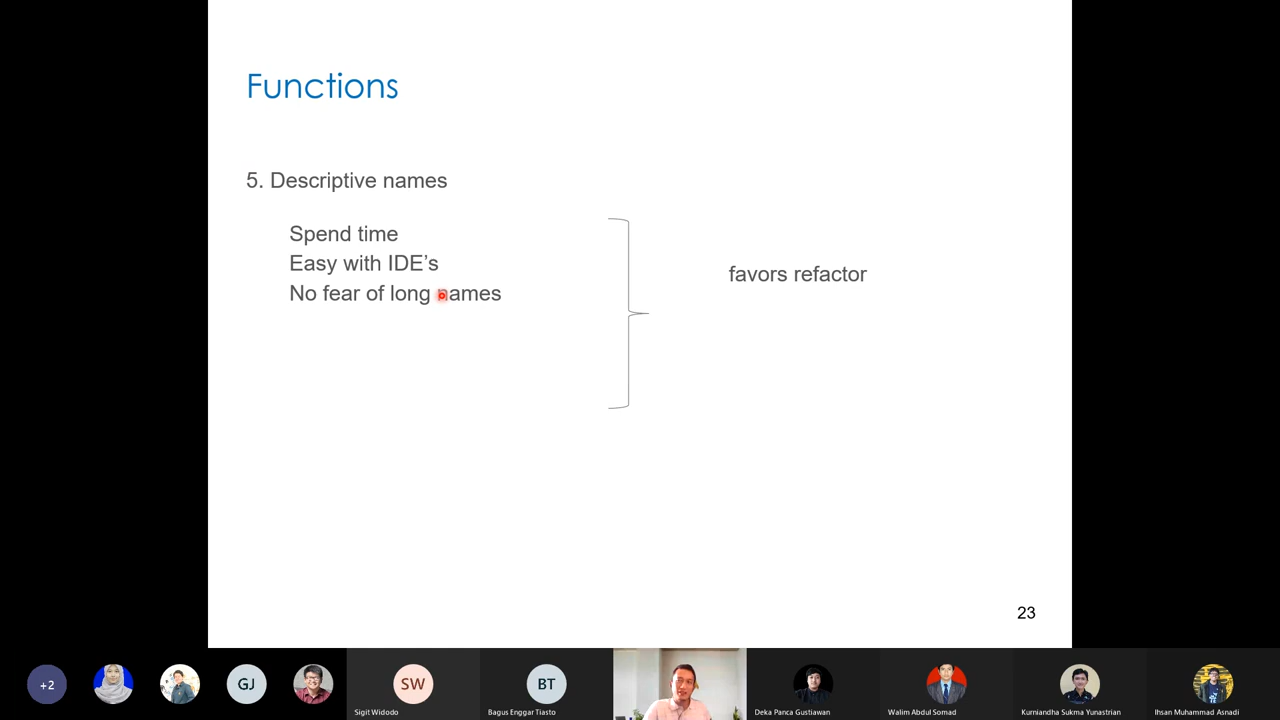 Functions
5. Descriptive names
Spend time
Easy with IDE’s
No fear of long names
favors refactor
23
+2
GJ
SW
BT
Sigit Widodo
Bagus Enggar Tiasto
Deka Panca Gustiawan
Walim Abdul Somad
Kurniandha Sukma Yunastrian
Ihsan Muhammad Asnadi